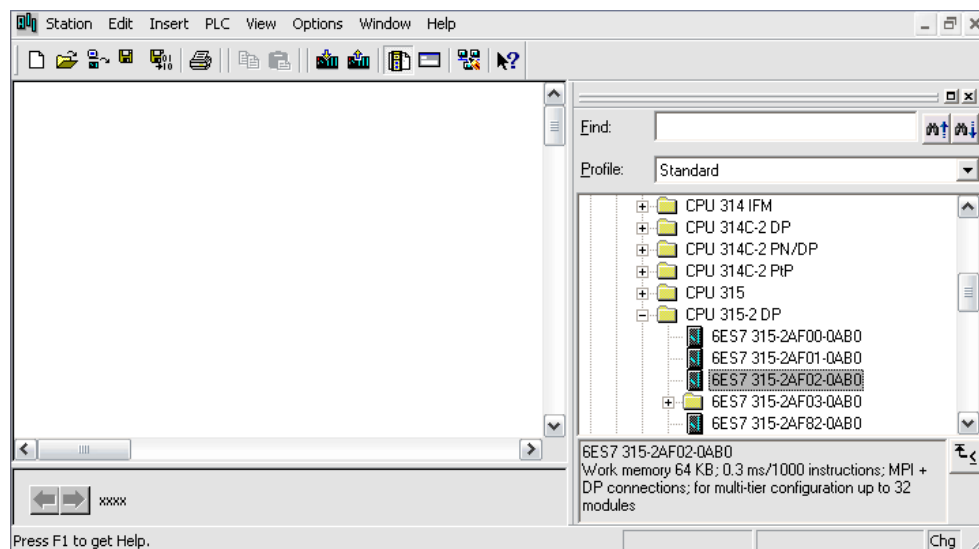 Station Edit Insert PLC View Options Window Help
Find:
Profile: Standard
CPU 314 IFM
CPU 314C-2 DP
CPU 314C-2 PN/DP
CPU 314C-2 PtP
CPU 315
CPU 315-2 DP
6ES7 315-2AF00-0AB0
6ES7 315-2AF01-0AB0
6ES7 315-2AF02-0AB0
6ES7 315-2AF03-0AB0
6ES7 315-2AF82-0AB0
6ES7 315-2AF02-0AB0
Work memory 64 KB; 0.3 ms/1000 instructions; MPI +
DP connections; for multi-tier configuration up to 32
modules
xxxx
Press F1 to get Help.
Chg